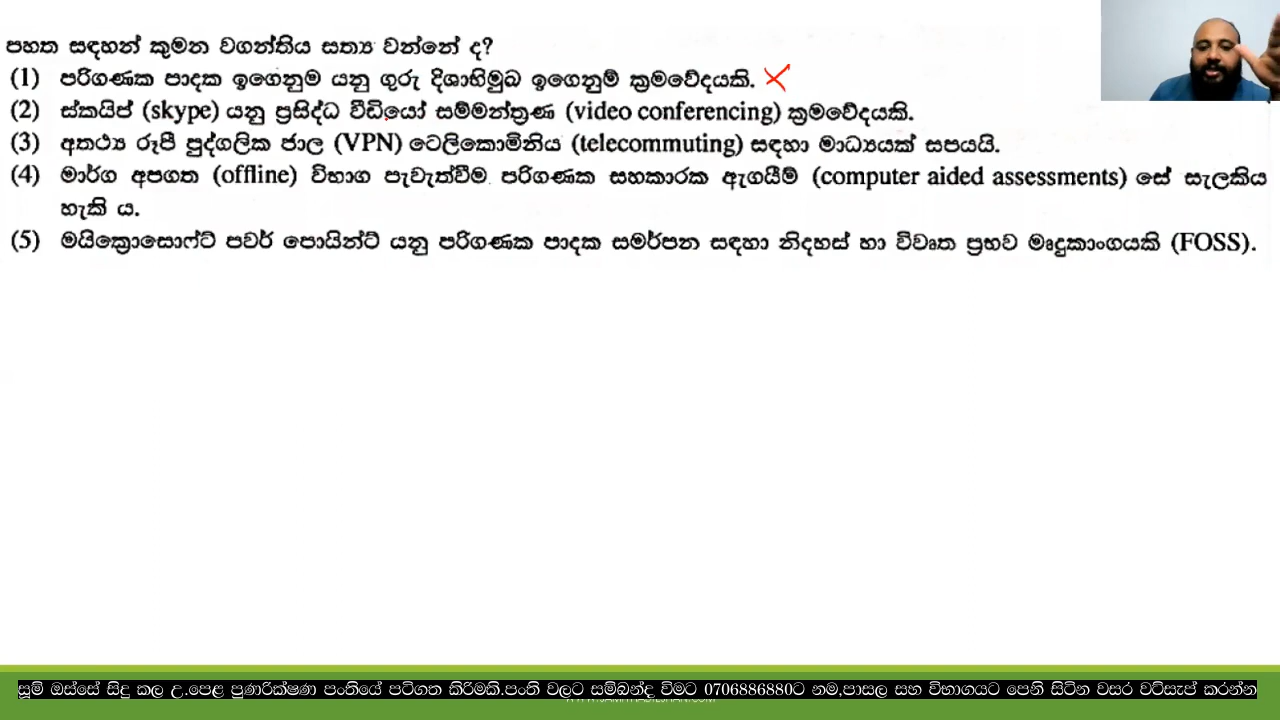 පහත සඳහන් කුමන වගන්තිය සත්‍ය වන්නේ ද?
(1) පරිගණක පාදක ඉගෙනුම යනු ගුරු දිශාභිමුඛ ඉගෙනුම් ක්‍රමවේදයකි.
(2) ස්කයිප් (skype) යනු ප්‍රසිද්ධ වීඩියෝ සම්මන්ත්‍රණ (video conferencing) ක්‍රමවේදයකි.
(3) අතථ්‍ය රූපී පුද්ගලික ජාල (VPN) ටෙලිකොමිනිය (telecommuting) සඳහා මාධ්‍යයක් සපයයි.
(4) මාර්ග අපගත (offline) විභාග පැවැත්වීම පරිගණක සහකාරක ඇගයීම් (computer aided assessments) සේ සැලකිය
හැකි ය.
(5) මයික්‍රොසොෆ්ට් පවර් පොයින්ට් යනු පරිගණක පාදක සමර්පන සඳහා නිදහස් හා විවෘත ප්‍රභව මෘදුකාංගයකි (FOSS).
සූම් ඔස්සේ සිදු කල උ.පෙළ පුණරීක්ෂණ පංතියේ පටිගත කිරිමකි.පංති වලට සම්බන්ද විමට 0706886880ට නම,පාසල සහ විභාගයට පෙනි සිටින වසර වට්සැප් කරන්න